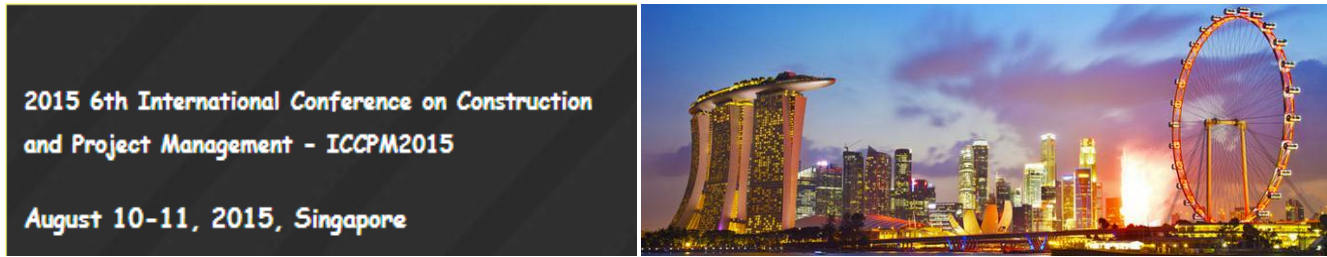 2015 6th International Conference on Construction
and Project Management - ICCPM2015
August 10-11, 2015, Singapore